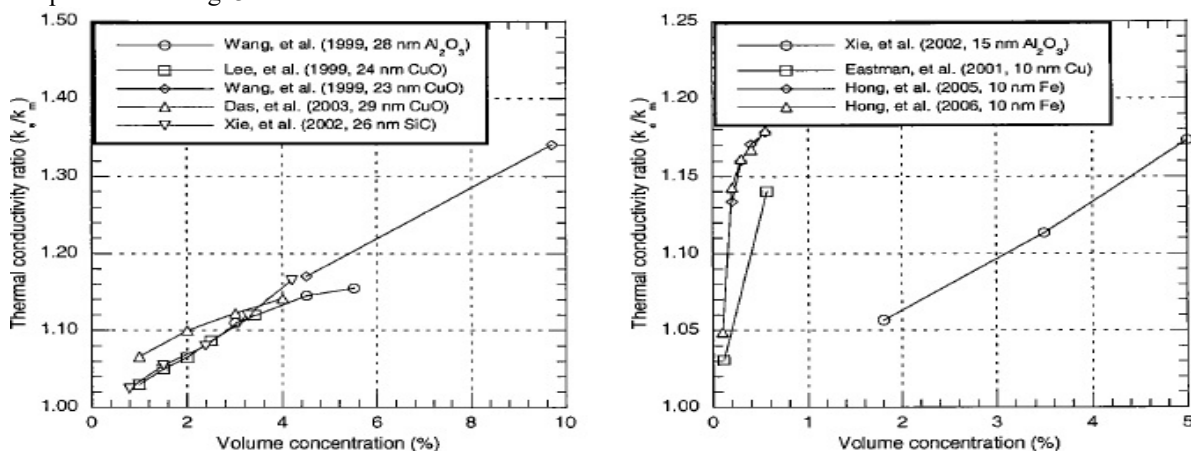 Thermal conductivity ratio (kₑ/kₘ)
1.50
1.40
1.30
1.20
1.10
1.00
Wang, et al. (1999, 28 nm Al₂O₃)
Lee, et al. (1999, 24 nm CuO)
Wang, et al. (1999, 23 nm CuO)
Das, et al. (2003, 29 nm CuO)
Xie, et al. (2002, 26 nm SiC)
0 2 4 6 8 10
Volume concentration (%)
Thermal conductivity ratio (kₑ/kₘ)
1.25
1.20
1.15
1.10
1.05
1.00
Xie, et al. (2002, 15 nm Al₂O₃)
Eastman, et al. (2001, 10 nm Cu)
Hong, et al. (2005, 10 nm Fe)
Hong, et al. (2006, 10 nm Fe)
0 1 2 3 4 5
Volume concentration (%)